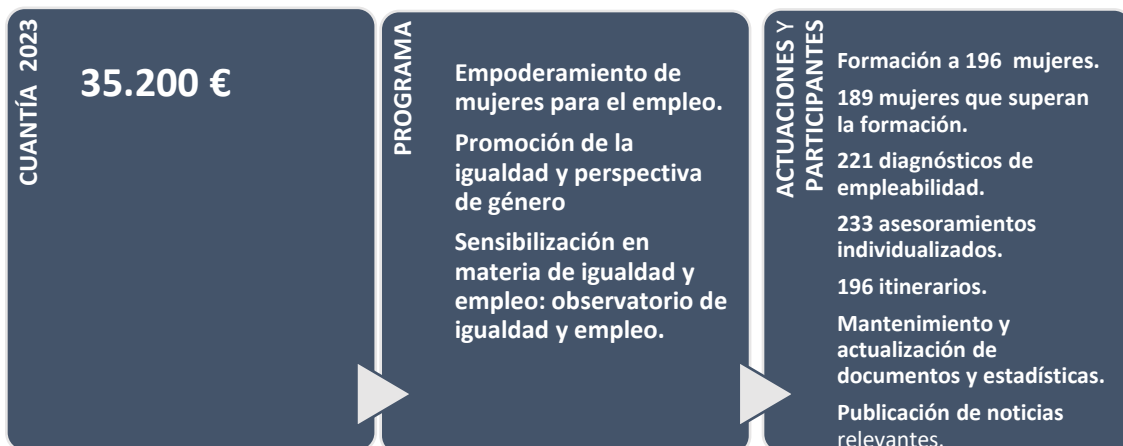 CUANTÍA 2023
35.200 €
PROGRAMA
Empoderamiento de
mujeres para el empleo.
Promoción de la
igualdad y perspectiva
de género
Sensibilización en
materia de igualdad y
empleo: observatorio de
igualdad y empleo.
ACTUACIONES Y
PARTICIPANTES
Formación a 196 mujeres.
189 mujeres que superan
la formación.
221 diagnósticos de
empleabilidad.
233 asesoramientos
individualizados.
196 itinerarios.
Mantenimiento y
actualización de
documentos y estadísticas.
Publicación de noticias
relevantes.